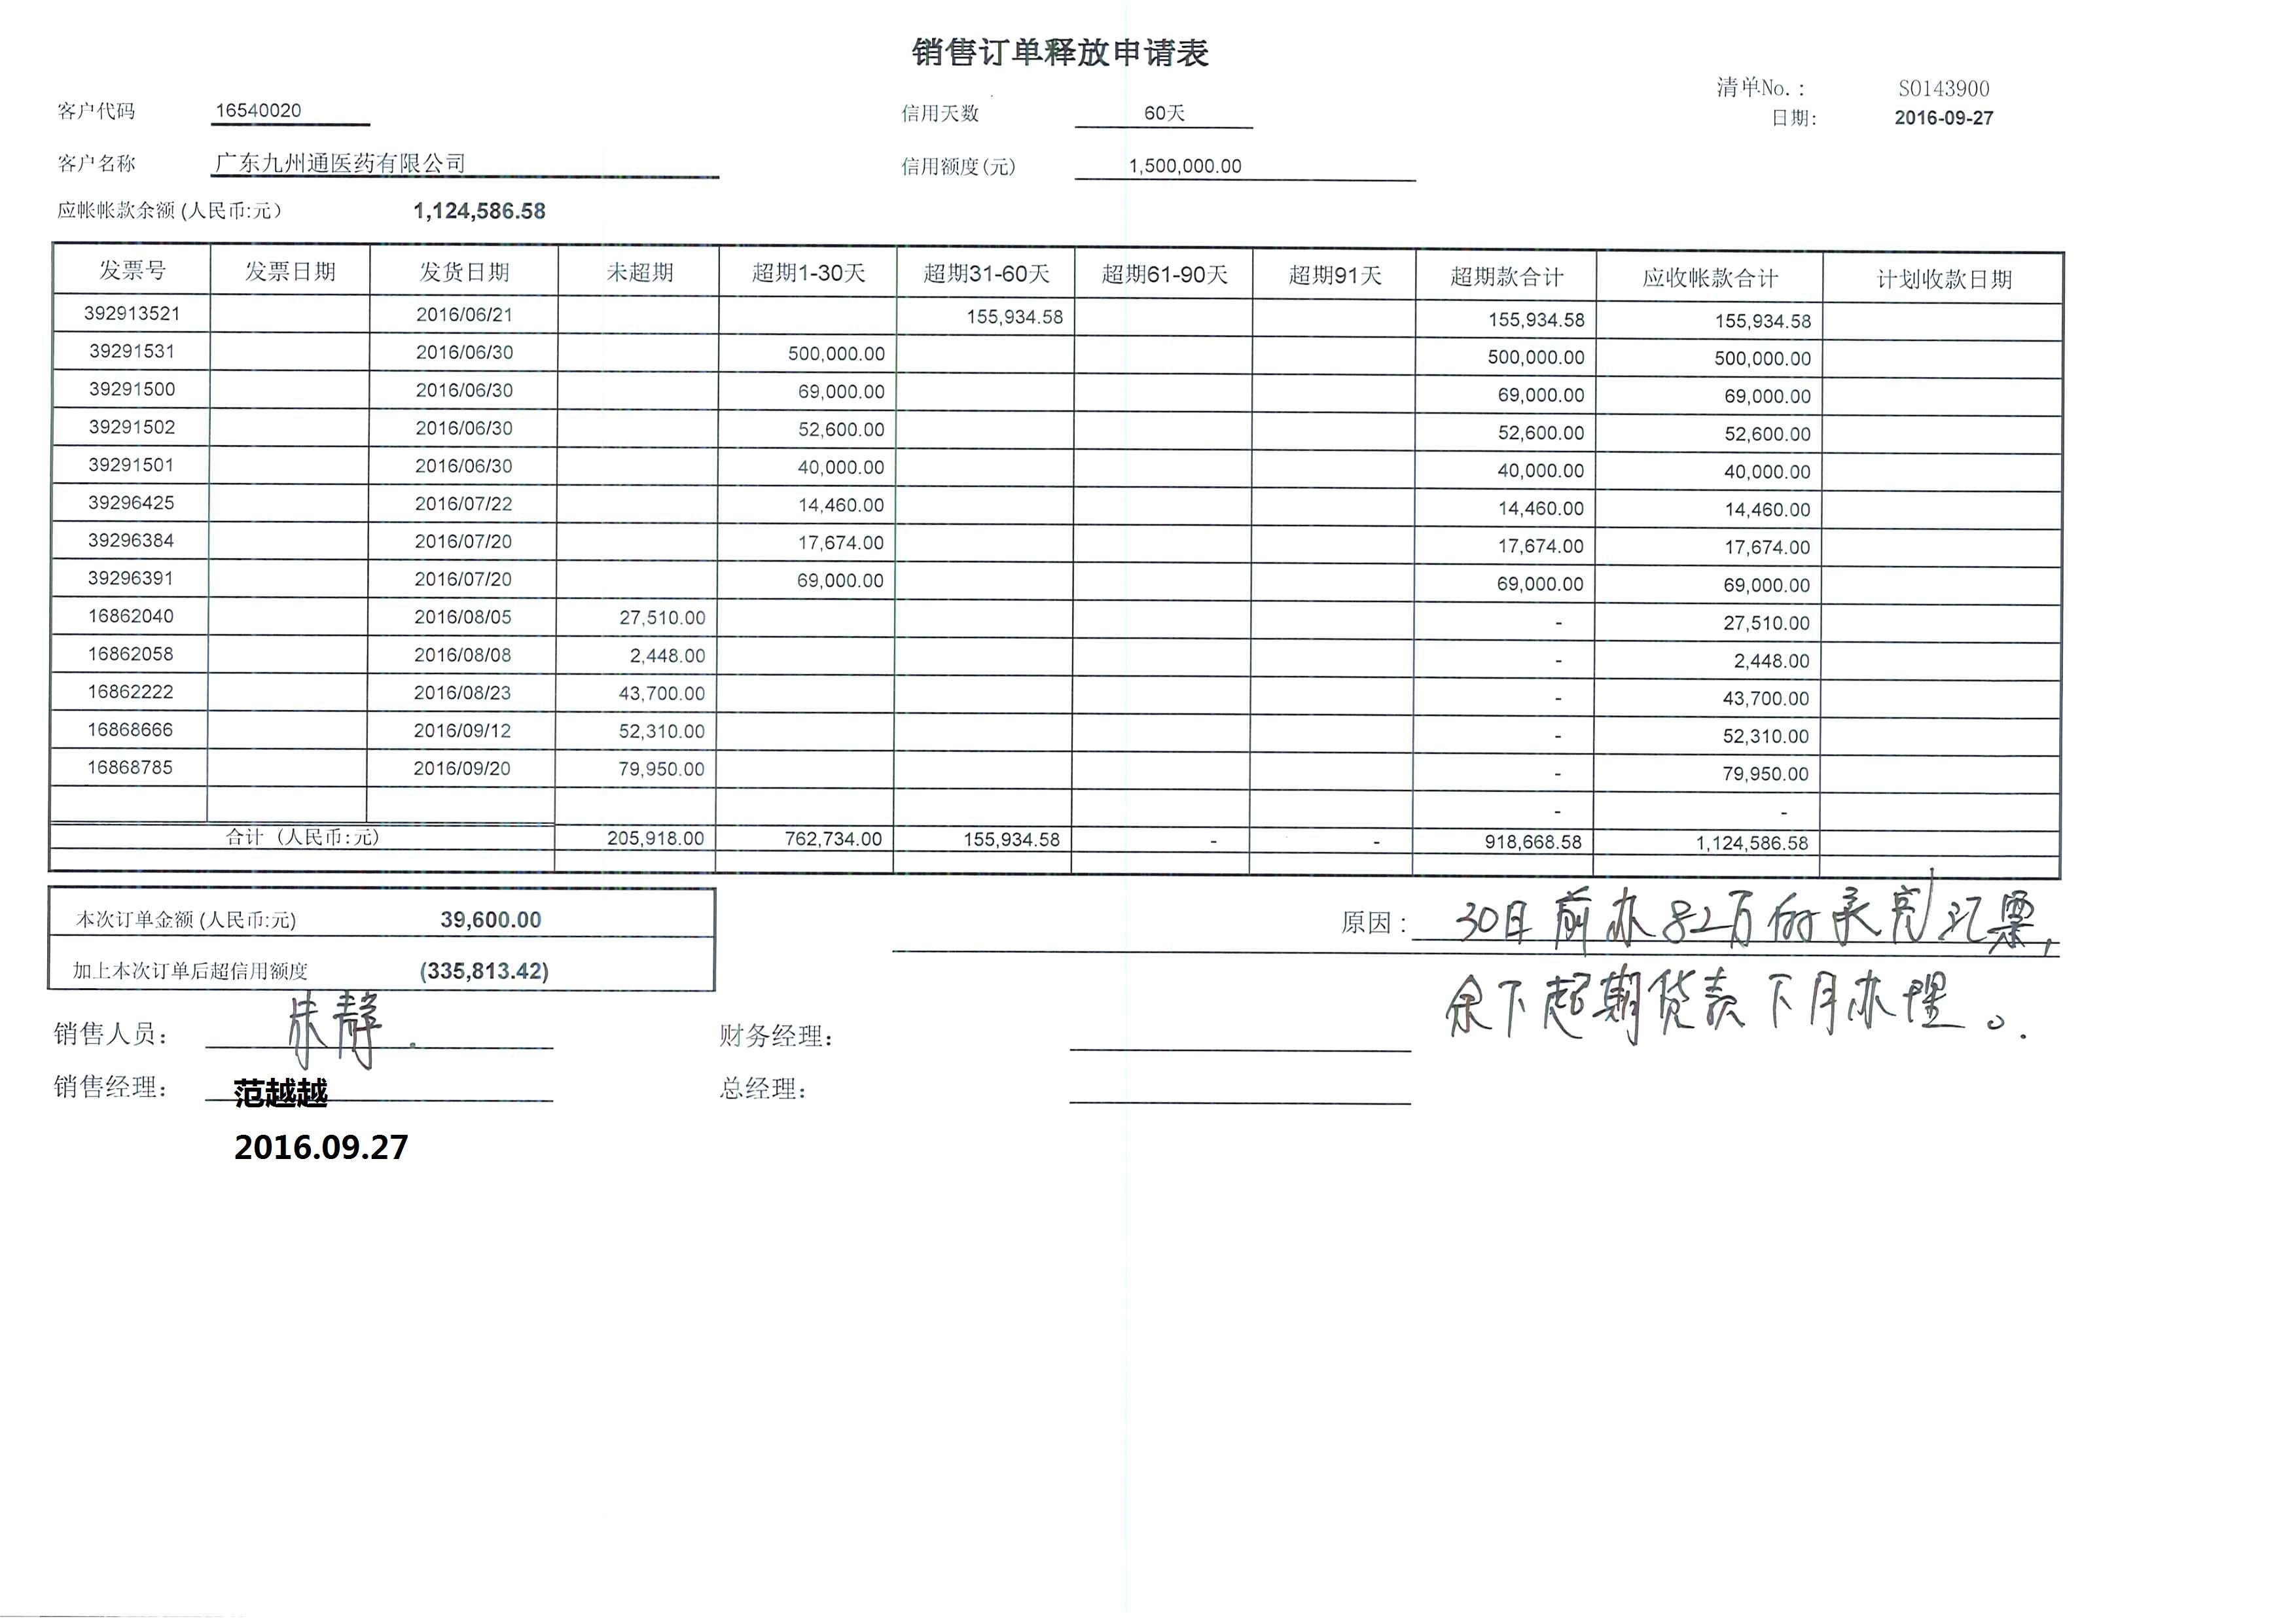 销售订单释放申请表
清单No.: SO143900
客户代码 16540020 信用天数 60天 日期: 2016-09-27
客户名称 广东九州通医药有限公司 信用额度(元) 1,500,000.00
应帐帐款余额(人民币:元) 1,124,586.58
发票号 发票日期 发货日期 未超期 超期1-30天 超期31-60天 超期61-90天 超期91天 超期款合计 应收帐款合计 计划收款日期
392913521 2016/06/21 155,934.58 155,934.58 155,934.58
39291531 2016/06/30 500,000.00 500,000.00 500,000.00
39291500 2016/06/30 69,000.00 69,000.00 69,000.00
39291502 2016/06/30 52,600.00 52,600.00 52,600.00
39291501 2016/06/30 40,000.00 40,000.00 40,000.00
39296425 2016/07/22 14,460.00 14,460.00 14,460.00
39296384 2016/07/20 17,674.00 17,674.00 17,674.00
39296391 2016/07/20 69,000.00 69,000.00 69,000.00
16862040 2016/08/05 27,510.00 - 27,510.00
16862058 2016/08/08 2,448.00 - 2,448.00
16862222 2016/08/23 43,700.00 - 43,700.00
16868666 2016/09/12 52,310.00 - 52,310.00
16868785 2016/09/20 79,950.00 - 79,950.00
- -
合计（人民币:元） 205,918.00 762,734.00 155,934.58 - - 918,668.58 1,124,586.58
本次订单金额(人民币:元) 39,600.00 原因: 30日前办82万的承兑汇票,
加上本次订单后超信用额度 (335,813.42) 余下超期货款下月办理。
销售人员: 朱静. 财务经理:
销售经理: 范越越 总经理:
2016.09.27